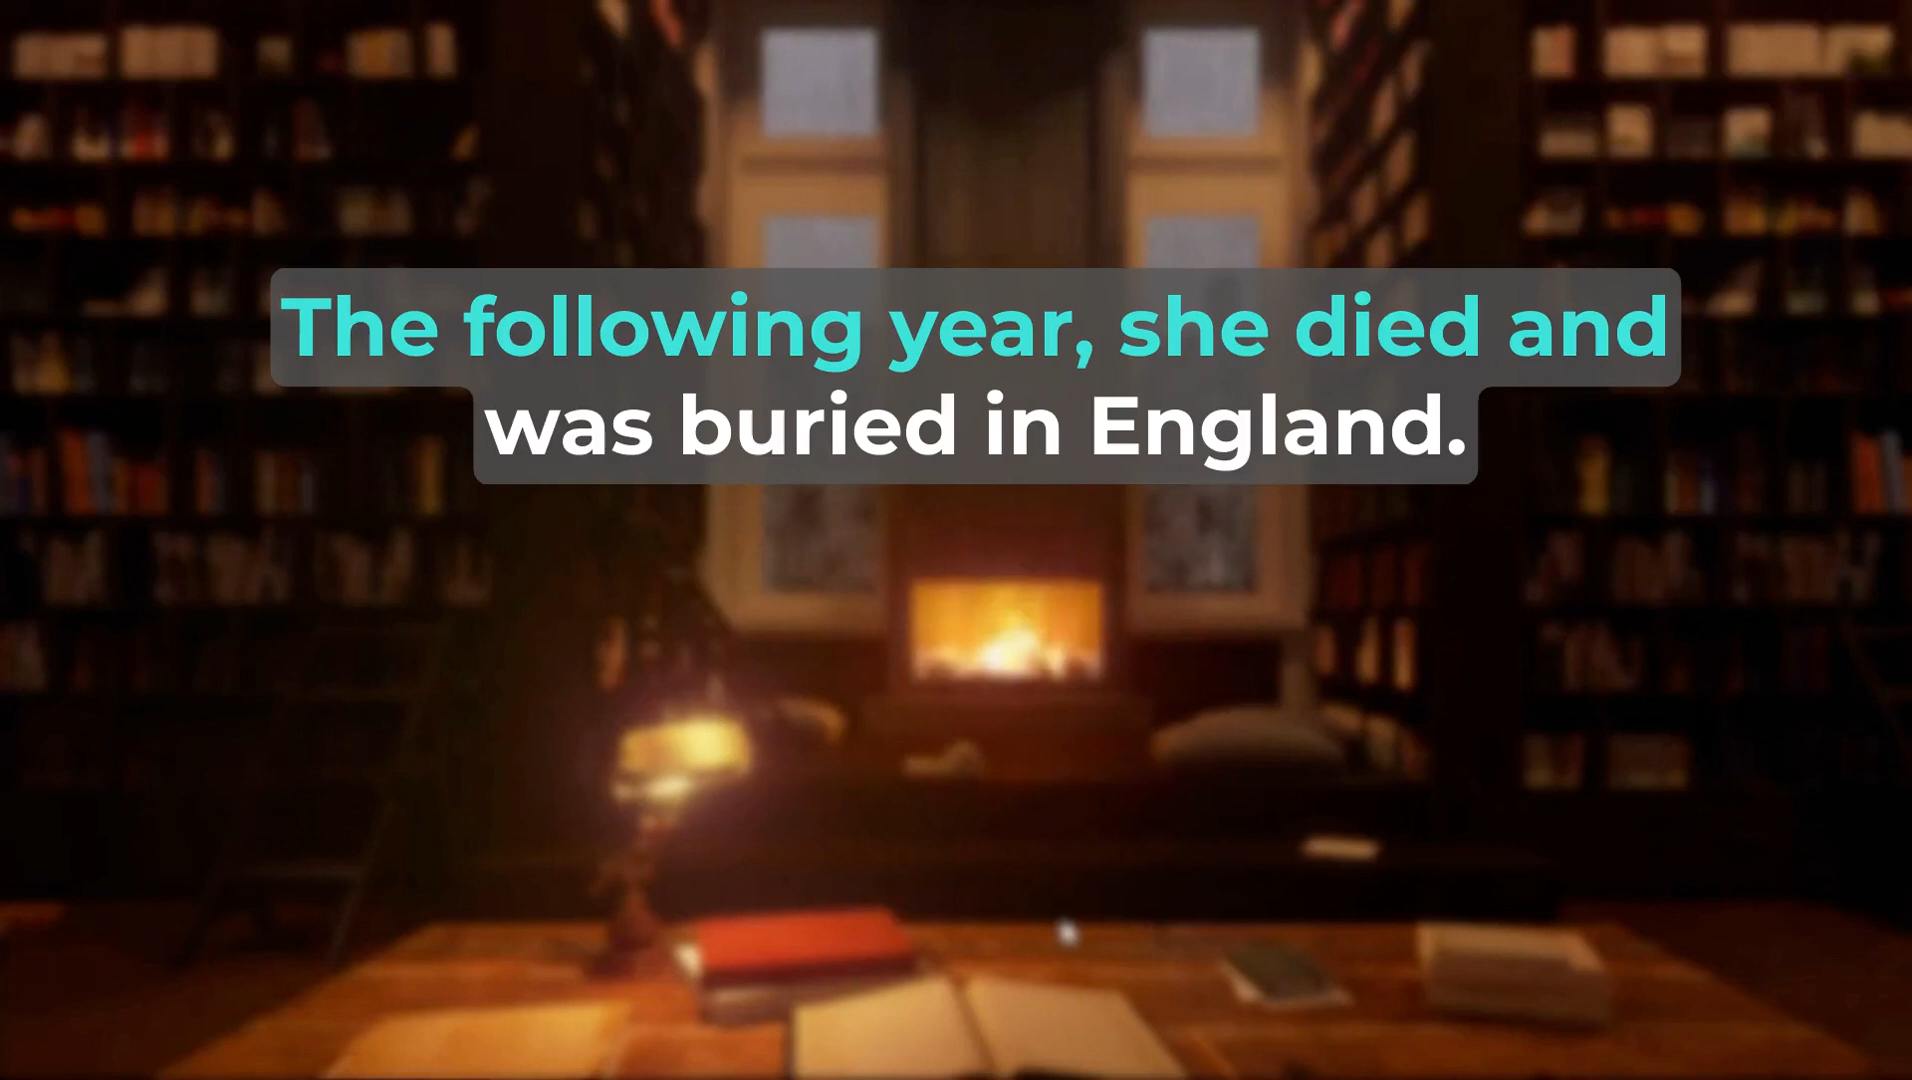 The following year, she died and
was buried in England.